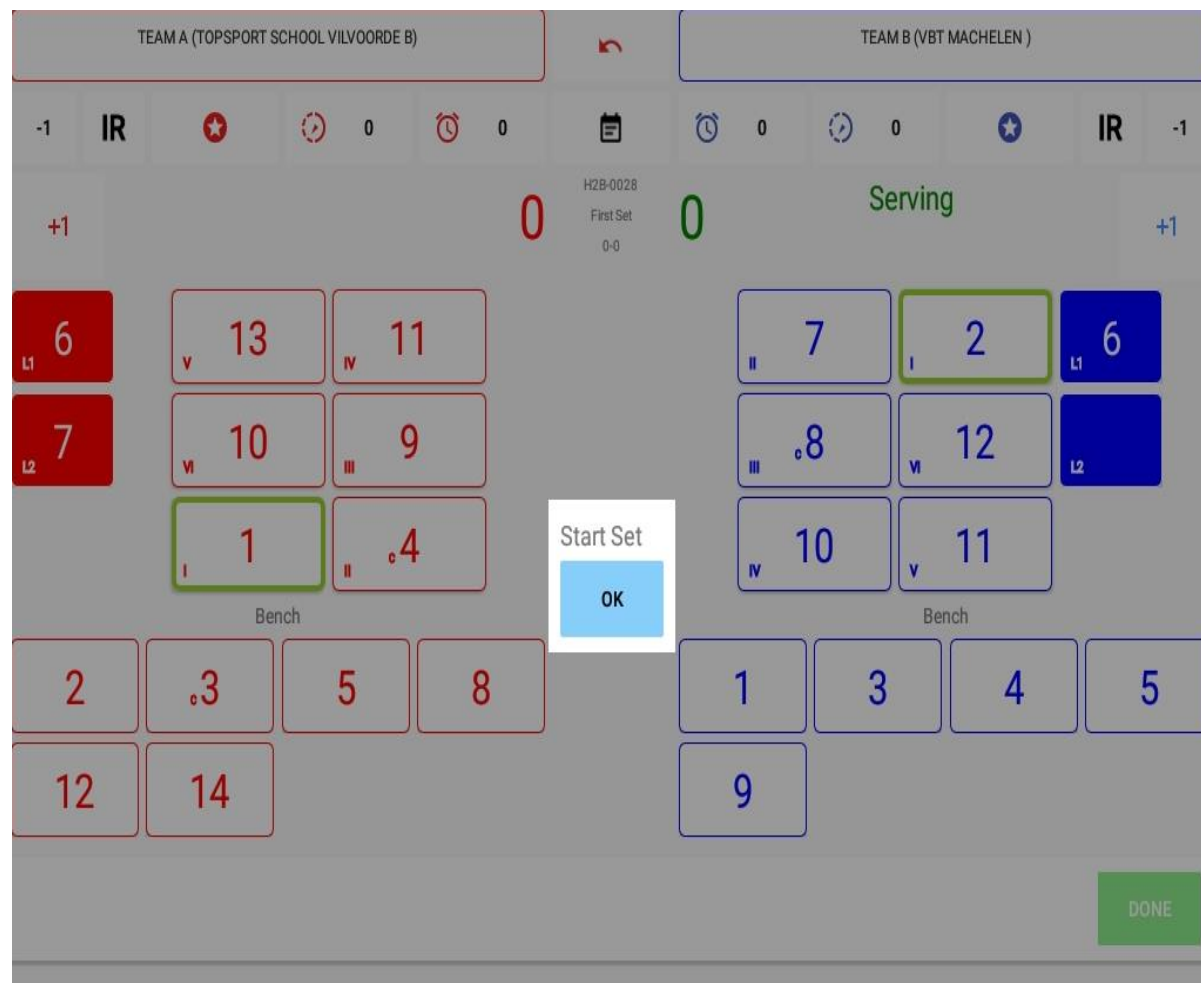 TEAM A (TOPSPORT SCHOOL VILVOORDE B)
TEAM B (VBT MACHELEN )
-1 IR 0 0 0 0 IR -1
+1 0 H2B-0028 0 Serving +1
First Set
0-0
L1 6 V 13 IV 11 II 7 I 2 L1 6
L2 7 VI 10 III 9 III c 8 VI 12 L2
I 1 II c 4 IV 10 V 11
Start Set
OK
Bench Bench
2 c 3 5 8 1 3 4 5
12 14 9
DONE